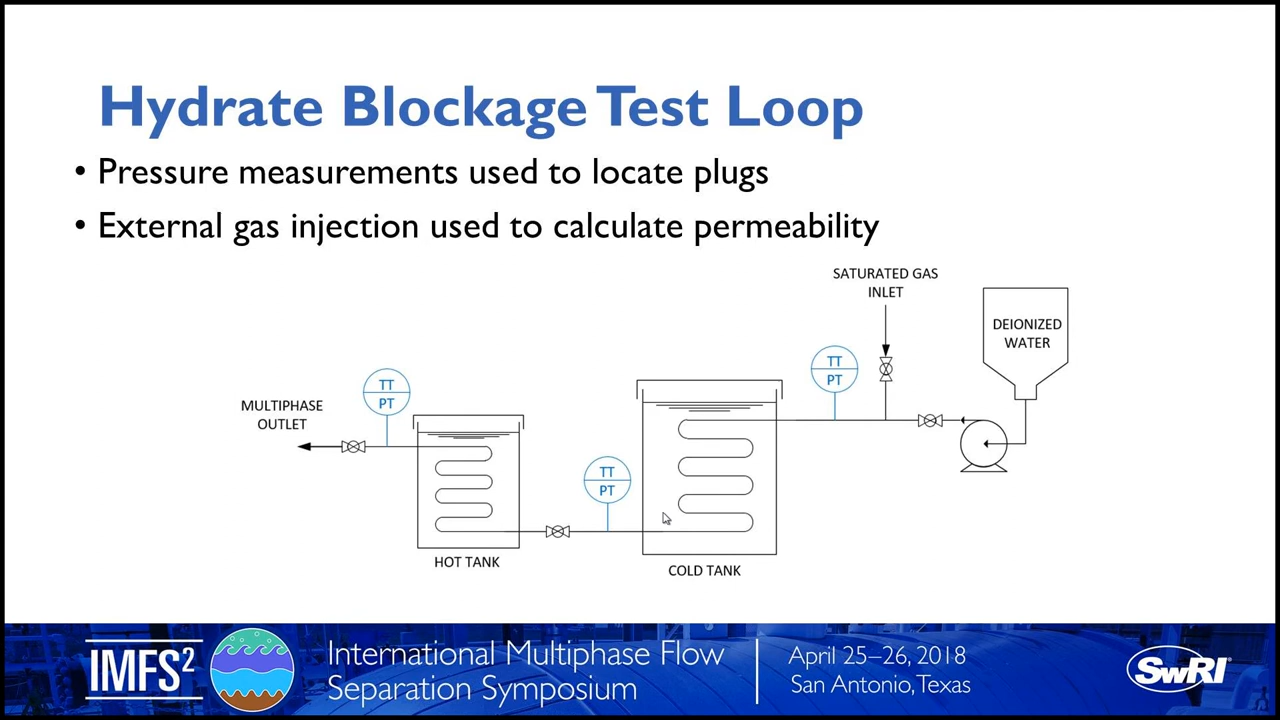 Hydrate Blockage Test Loop
• Pressure measurements used to locate plugs
• External gas injection used to calculate permeability
SATURATED GAS
INLET
DEIONIZED
WATER
TT
PT
TT
PT
MULTIPHASE
OUTLET
TT
PT
HOT TANK
COLD TANK
IMFS²
International Multiphase Flow
Separation Symposium
April 25–26, 2018
San Antonio, Texas
SwRI®